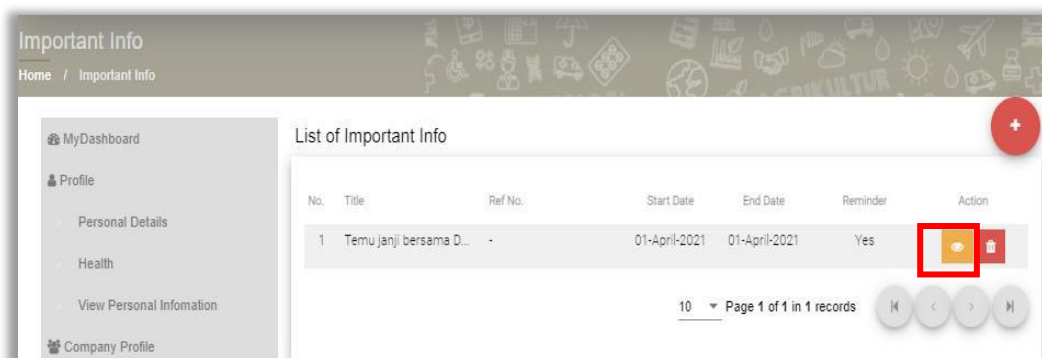 Important Info
Home / Important Info
AGRIKULTUR
MyDashboard
Profile
Personal Details
Health
View Personal Infomation
Company Profile
List of Important Info
+
No. Title Ref No. Start Date End Date Reminder Action
1 Temu janji bersama D... - 01-April-2021 01-April-2021 Yes
10 Page 1 of 1 in 1 records